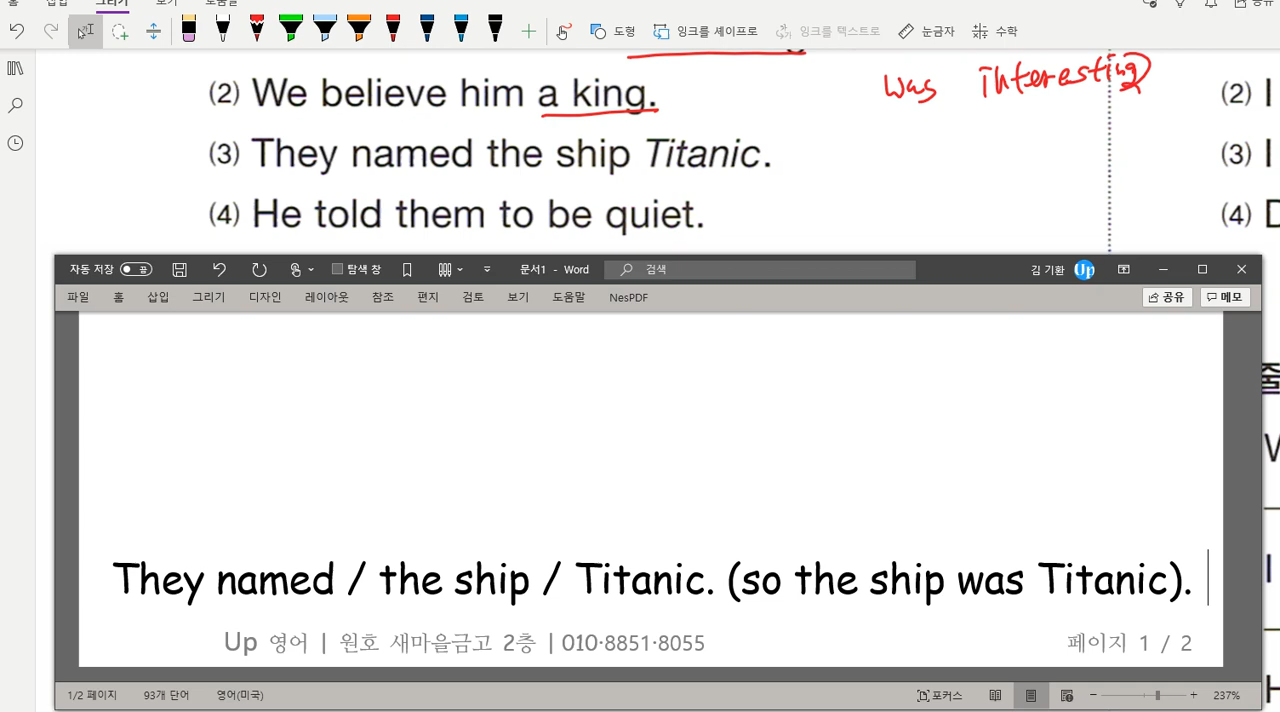 홈 삽입 그리기 보기 도움말 공유
잉크를 셰이프로 잉크를 텍스트로 눈금자 수학 도형
was interesting
(2) We believe him a king. (2) I
(3) They named the ship Titanic. (3) I
(4) He told them to be quiet. (4) D
자동 저장 끔 탐색 창 문서1 - Word 검색 김 기환 Up
파일 홈 삽입 그리기 디자인 레이아웃 참조 편지 검토 보기 도움말 NesPDF 공유 메모
They named / the ship / Titanic. (so the ship was Titanic).
Up 영어 | 원호 새마을금고 2층 | 010·8851·8055 페이지 1 / 2
1/2 페이지 93개 단어 영어(미국) 포커스 237%